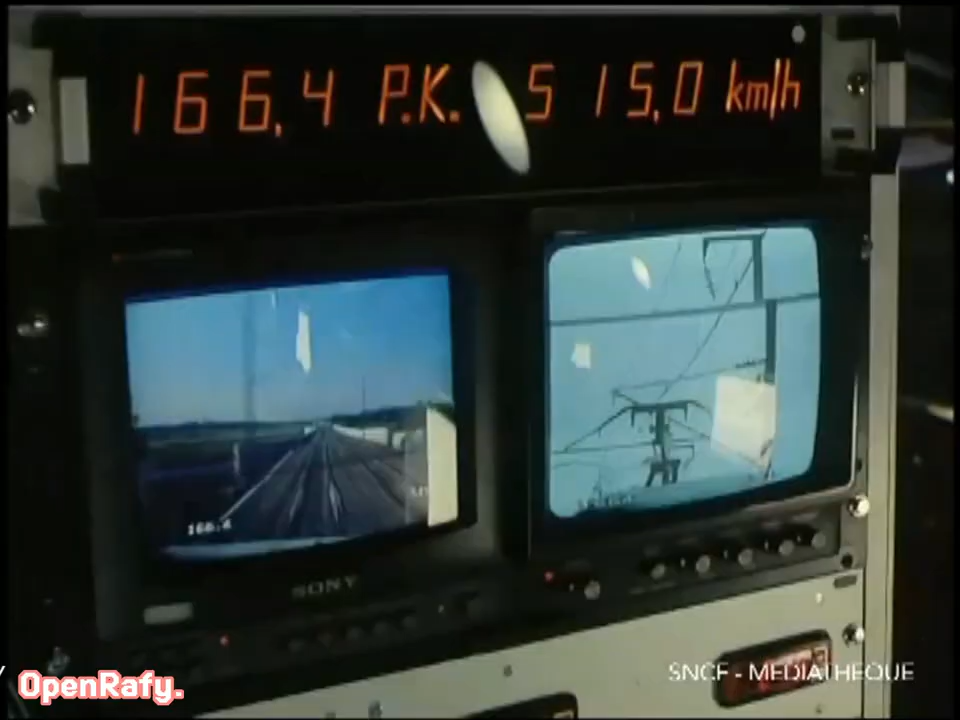 166,4 P.K. 515,0 km/h
166.4
SONY
SNCF - MEDIATHEQUE
OpenRafy.